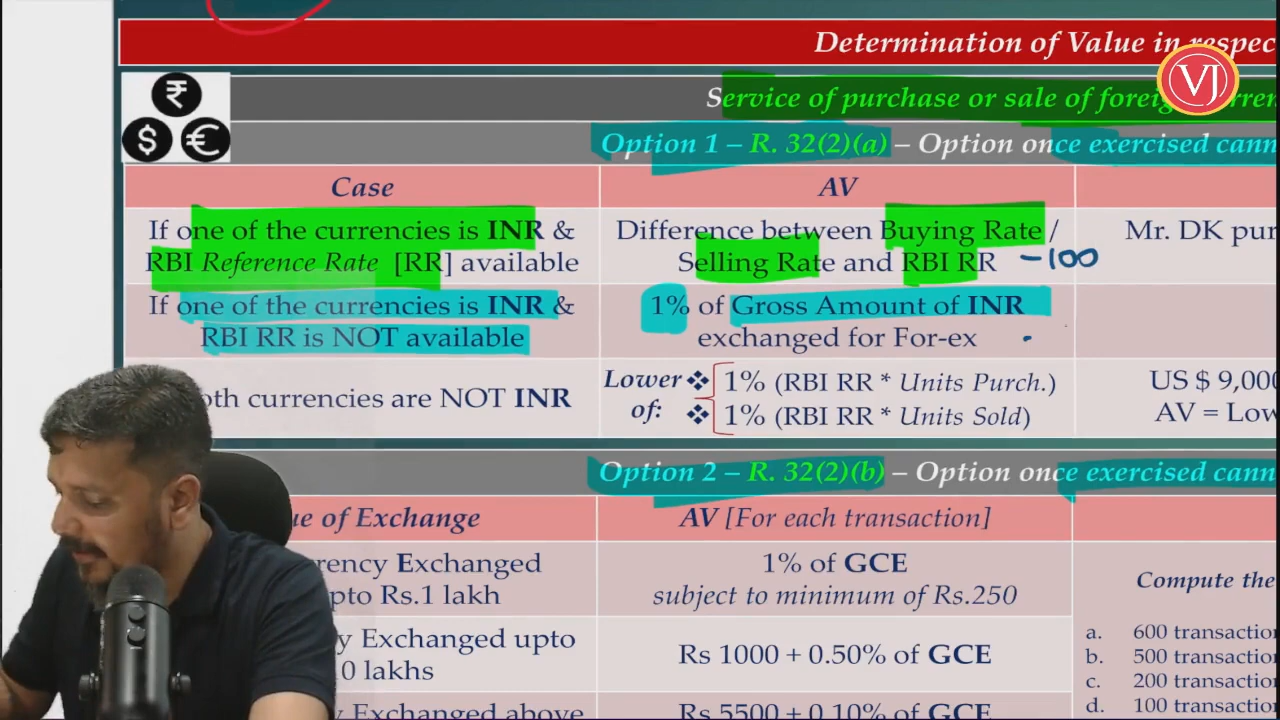 Determination of Value in respec
VJ
₹
$ €
Service of purchase or sale of foreig
Option 1 – R. 32(2)(a) – Option once exercised cann
Case AV
If one of the currencies is INR & Difference between Buying Rate / Mr. DK pur
RBI Reference Rate [RR] available Selling Rate and RBI RR -100
If one of the currencies is INR & 1% of Gross Amount of INR
RBI RR is NOT available exchanged for For-ex
oth currencies are NOT INR Lower of: ❖ 1% (RBI RR * Units Purch.) US $ 9,000
❖ 1% (RBI RR * Units Sold) AV = Low
Option 2 – R. 32(2)(b) – Option once exercised cann
ue of Exchange AV [For each transaction]
rency Exchanged 1% of GCE
pto Rs.1 lakh subject to minimum of Rs.250
Compute the
y Exchanged upto Rs 1000 + 0.50% of GCE
0 lakhs
a. 600 transactio
b. 500 transactio
c. 200 transactio
d. 100 transaction
y Exchanged above Rs 5500 + 0.10% of GCE